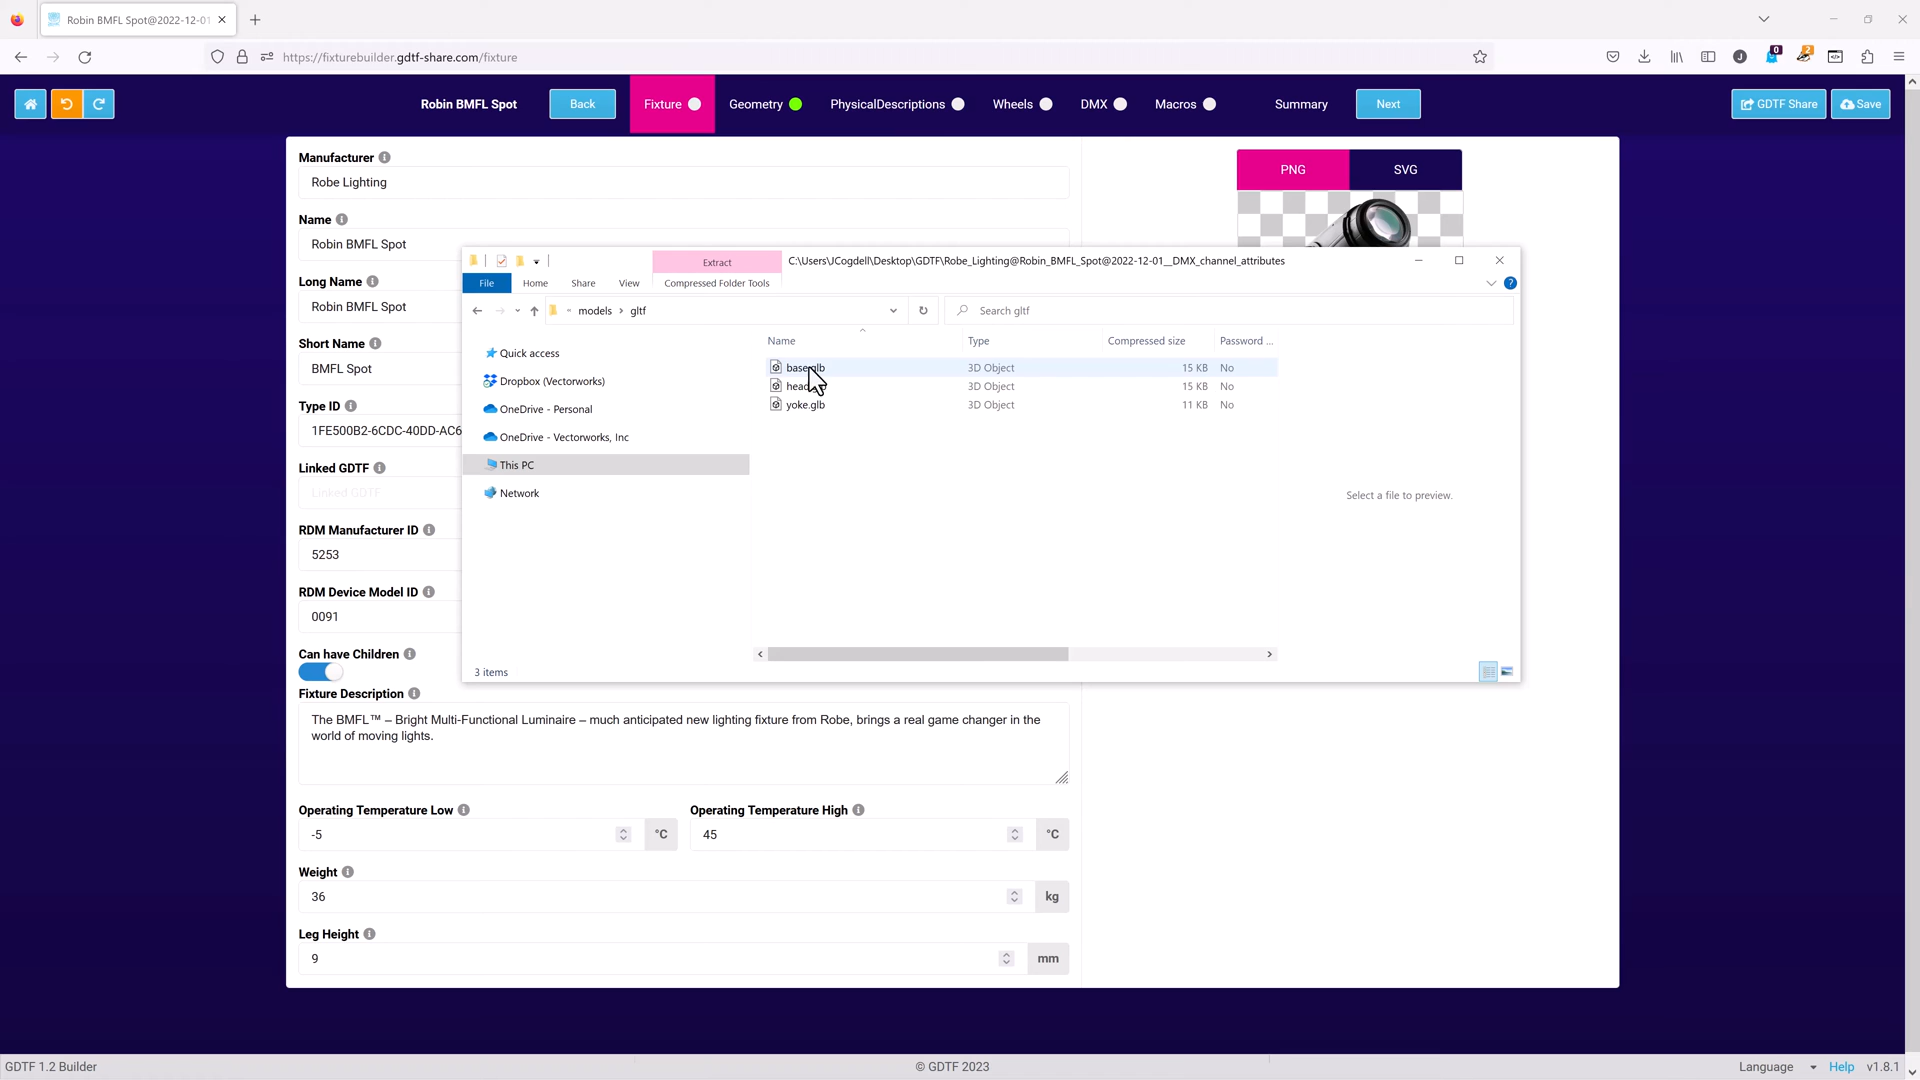 Robin BMFL Spot@2022-12-01
https://fixturebuilder.gdtf-share.com/fixture
0
2
J
Robin BMFL Spot
Back
Fixture
Geometry
PhysicalDescriptions
Wheels
DMX
Macros
Summary
Next
GDTF Share
Save
Manufacturer
Robe Lighting
Name
Robin BMFL Spot
Long Name
Robin BMFL Spot
Short Name
BMFL Spot
Type ID
1FE500B2-6CDC-40DD-AC6
Linked GDTF
Linked GDTF
RDM Manufacturer ID
5253
RDM Device Model ID
0091
Can have Children
Fixture Description
The BMFL™ – Bright Multi-Functional Luminaire – much anticipated new lighting fixture from Robe, brings a real game changer in the
world of moving lights.
Operating Temperature Low
-5
°C
Operating Temperature High
45
°C
Weight
36
kg
Leg Height
9
mm
PNG
SVG
Extract
C:\Users\JCogdell\Desktop\GDTF\Robe_Lighting@Robin_BMFL_Spot@2022-12-01__DMX_channel_attributes
File
Home
Share
View
Compressed Folder Tools
« models › gltf
Search gltf
Quick access
Dropbox (Vectorworks)
OneDrive - Personal
OneDrive - Vectorworks, Inc
This PC
Network
Name
Type
Compressed size
Password ...
base.glb
3D Object
15 KB
No
3D Object
15 KB
No
yoke.glb
3D Object
11 KB
No
Select a file to preview.
3 items
GDTF 1.2 Builder
© GDTF 2023
Language
Help
v1.8.1